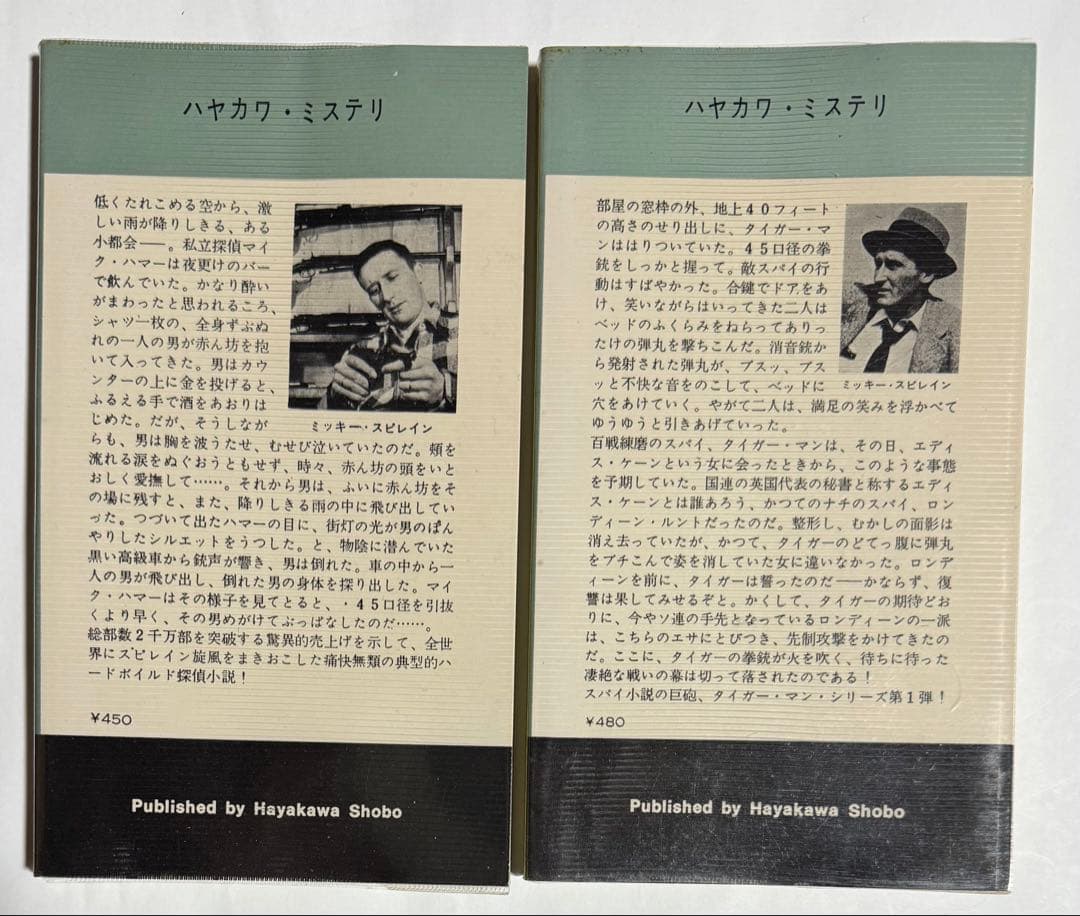 ハヤカワ・ミステリ
低くたれこめる空から、激
しい雨が降りしきる、ある
小都会——。私立探偵マイ
ク・ハマーは夜更けのバー
で飲んでいた。かなり酔い
がまわったと思われるころ、
シャツ一枚の、全身ずぶぬ
れの一人の男が赤ん坊を抱
いて入ってきた。男はカウ
ンターの上に金を投げると、
ふるえる手で酒をあおりは
じめた。だが、そうしなが
らも、男は胸を波うたせ、むせび泣いていたのだ。頬を
流れる涙をぬぐおうともせず、時々、赤ん坊の頭をいと
おしく愛撫して……。それから男は、ふいに赤ん坊をそ
の場に残すと、また、降りしきる雨の中に飛び出してい
った。つづいて出たハマーの目に、街灯の光が男のぼん
やりしたシルエットをうつした。と、物陰に潜んでいた
黒い高級車から銃声が響き、男は倒れた。車の中から一
人の男が飛び出し、倒れた男の身体を探り出した。マイ
ク・ハマーはその様子を見てとると、・45口径を引抜
くより早く、その男めがけてぶっぱなしたのだ……。
総部数2千万部を突破する驚異的売上げを示して、全世
界にスピレイン旋風をまきおこした痛快無類の典型的ハ
ードボイルド探偵小説！
ミッキー・スピレイン
¥450
Published by Hayakawa Shobo
ハヤカワ・ミステリ
部屋の窓枠の外、地上40フィート
の高さのせり出しに、タイガー・マ
ンははりついていた。45口径の拳
銃をしっかと握って。敵スパイの行
動はすばやかった。合鍵でドアをあ
け、笑いながらはいってきた二人は
ベッドのふくらみをねらってありっ
たけの弾丸を撃ちこんだ。消音銃か
ら発射された弾丸が、ブスッ、ブス
ッと不快な音をのこして、ベッドに
穴をあけていく。やがて二人は、満足の笑みを浮かべて
ゆうゆうと引きあげていった。
百戦練磨のスパイ、タイガー・マンは、その日、エディ
ス・ケーンという女に会ったときから、このような事態
を予期していた。国連の英国代表の秘書と称するエディ
ス・ケーンとは誰あろう、かつてのナチのスパイ、ロン
ディーン・ルントだったのだ。整形し、むかしの面影は
消え去っていたが、かつて、タイガーのどてっ腹に弾丸
をブチこんで姿を消していた女に違いなかった。ロンデ
ィーンを前に、タイガーは誓ったのだ——かならず、復
讐は果してみせるぞと。かくして、タイガーの期待どお
りに、今やソ連の手先となっているロンディーンの一派
は、こちらのエサにとびつき、先制攻撃をかけてきたの
だ。ここに、タイガーの拳銃が火を吹く、待ちに待った
凄絶な戦いの幕は切って落されたのである！
スパイ小説の巨砲、タイガー・マン・シリーズ第1弾！
ミッキー・スピレイン
¥480
Published by Hayakawa Shobo